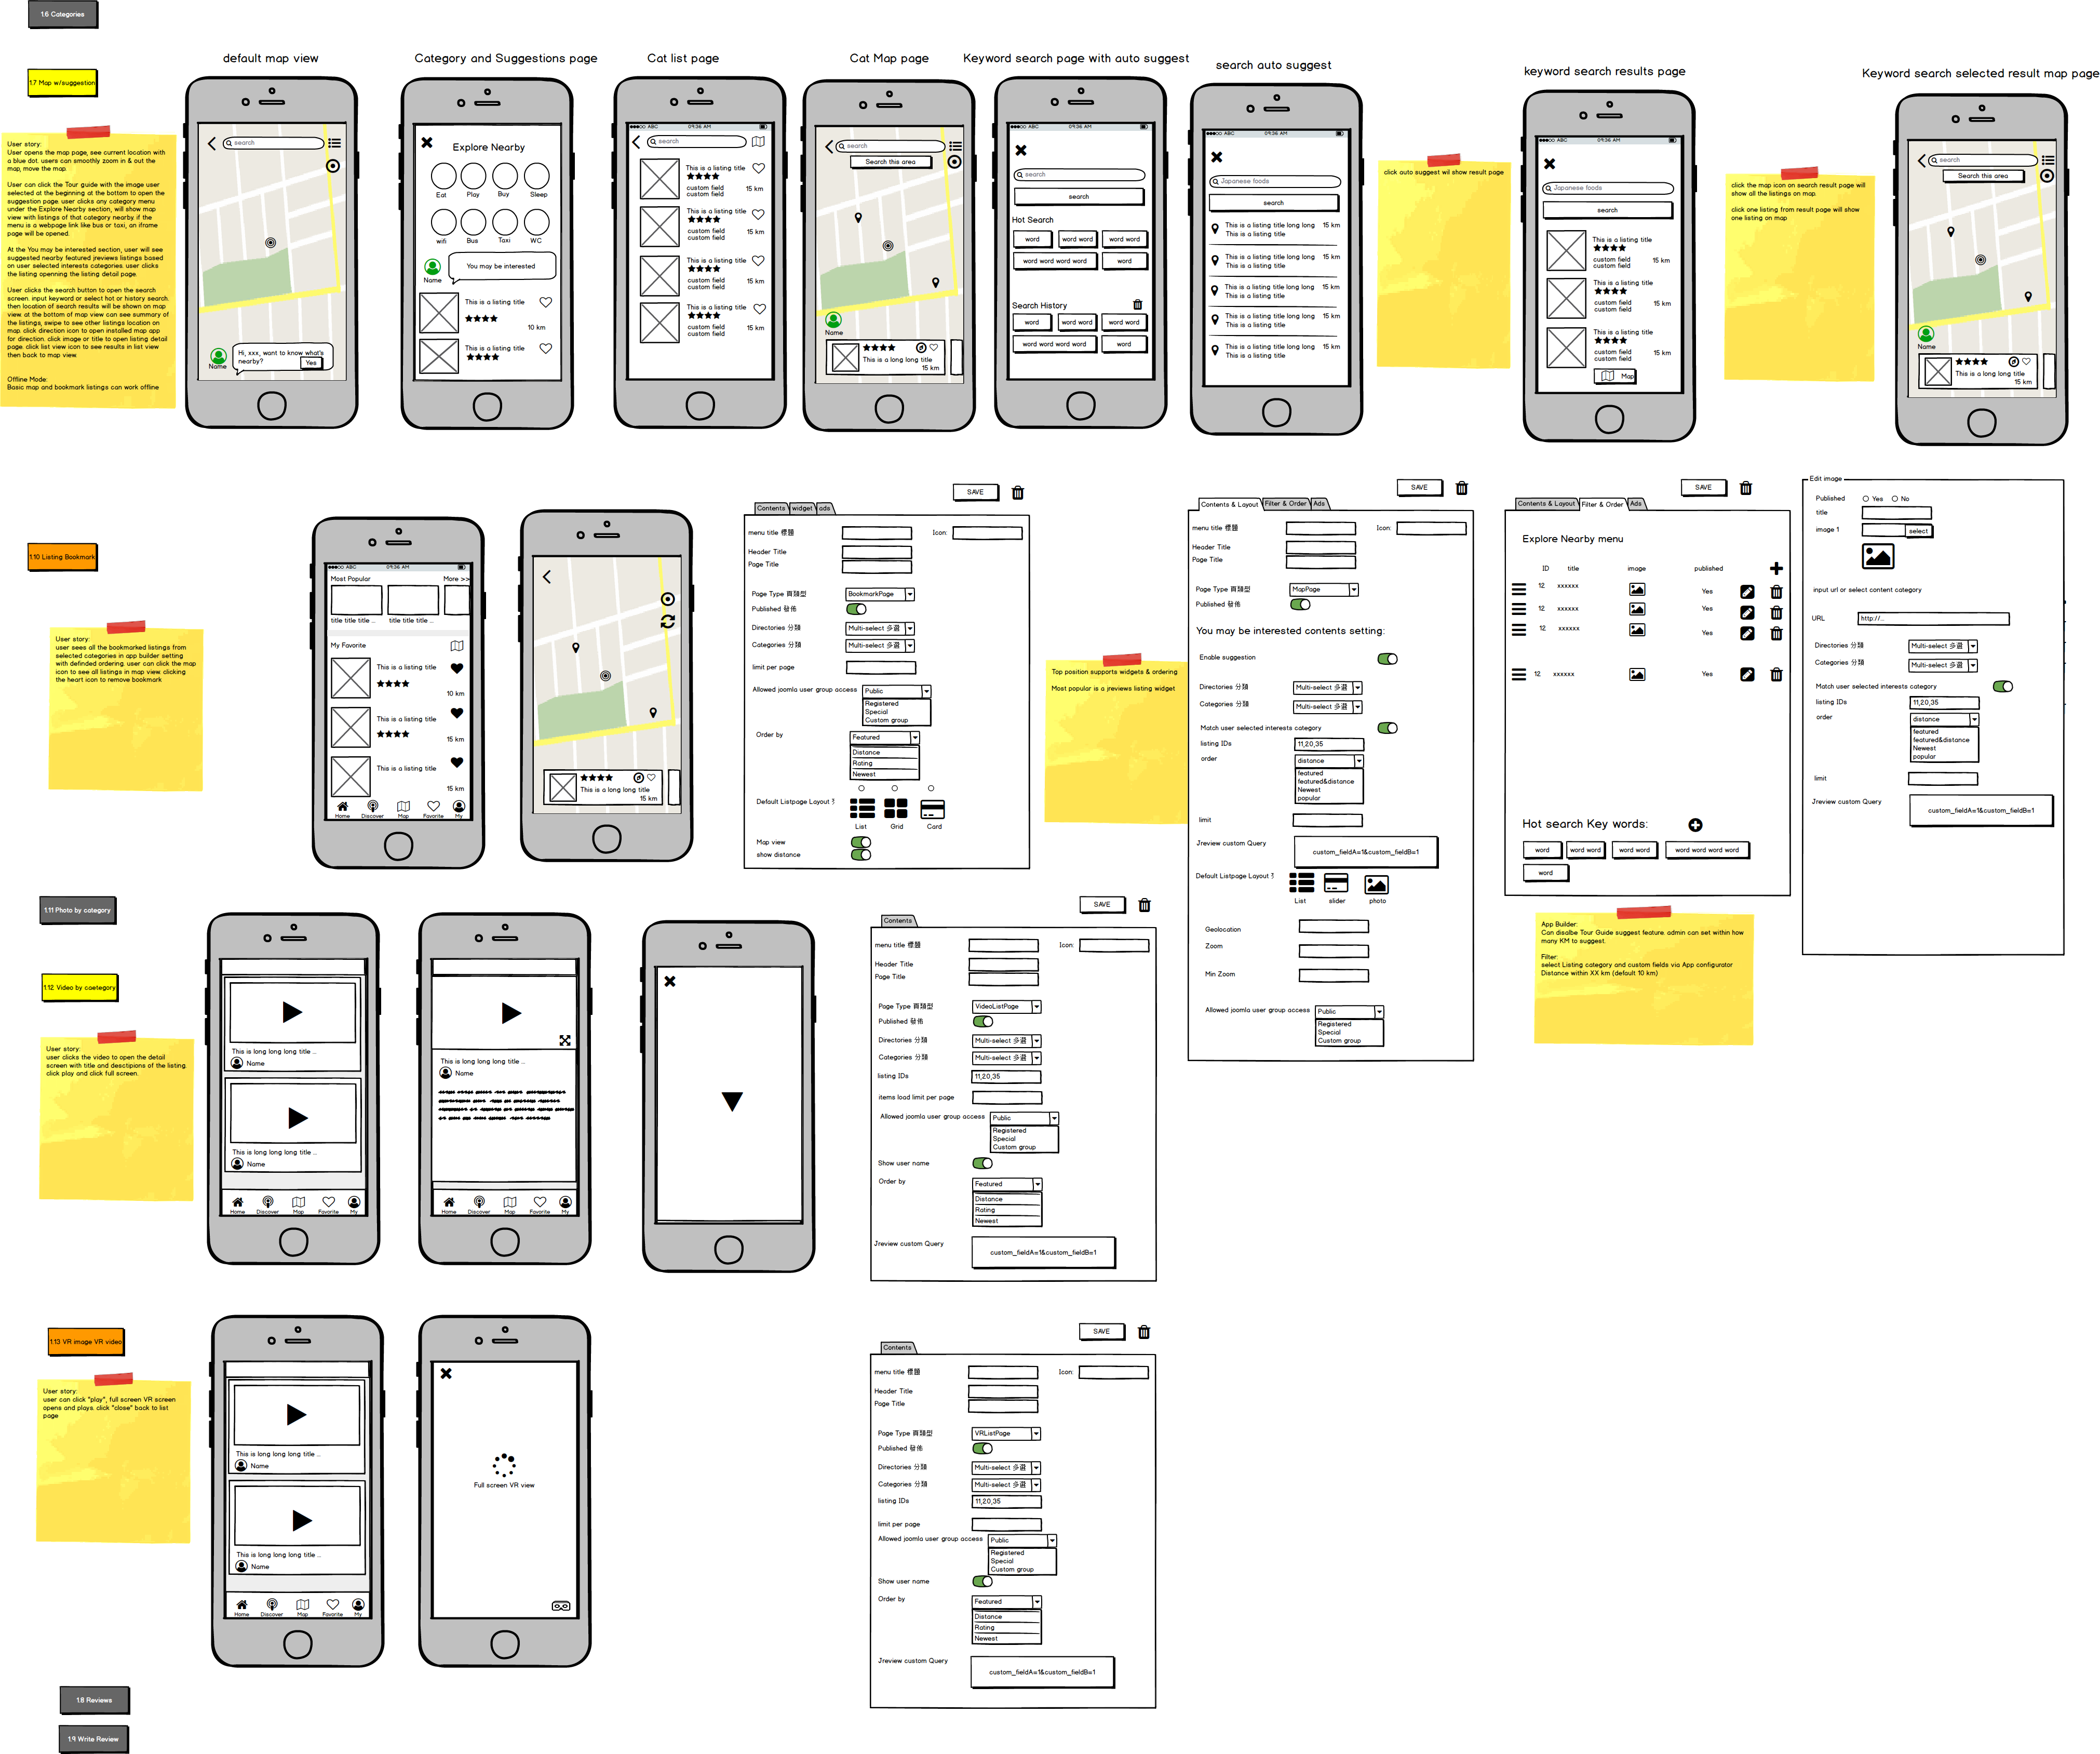 1.6 Categories
1.7 Map w/suggestion
User story:
User opens the map page, see current location with
a blue dot. users can smoothly zoom in & out the
map, move the map.
User can click the Tour guide with the image user
selected at the beginning at the bottom to open the
suggestion page. user clicks any category menu
under the Explore Nearby section, will show map
view with listings of that category nearby. if the
menu is a webpage link like bus or taxi, an iframe
page will be opened.
At the You may be interested section, user will see
suggested nearby featured jreviews listings based
on user selected interests categories. user clicks
the listing openning the listing detail page.
User clicks the search button to open the search
screen. input keyword or select hot or history search.
then location of search results will be shown on map
view. at the bottom of map view can see summary of
the listings, swipe to see other listings location on
map. click direction icon to open installed map app
for direction. click image or title to open listing detail
page. click list view icon to see results in list view
then back to map view.
Offline Mode:
Basic map and bookmark listings can work offline
default map view
search
Hi, xxx, want to know what's
nearby?
Yes
Name
Category and Suggestions page
Explore Nearby
Eat
Play
Buy
Sleep
wifi
Bus
Taxi
WC
You may be interested
Name
This is a listing title
10 km
This is a listing title
Cat list page
ABC
09:36 AM
search
This is a listing title
custom field
custom field
15 km
This is a listing title
custom field
custom field
15 km
This is a listing title
custom field
custom field
15 km
This is a listing title
custom field
custom field
15 km
Cat Map page
search
Search this area
Name
This is a long long title
15 km
Keyword search page with auto suggest
ABC
09:36 AM
search
search
Hot Search
word
word word
word word
word word word word
word
Search History
word
word word
word word
word word word word
word
search auto suggest
ABC
09:36 AM
Japanese foods
search
This is a listing title long long
This is a listing title
15 km
This is a listing title long long
This is a listing title
15 km
This is a listing title long long
This is a listing title
15 km
This is a listing title long long
This is a listing title
15 km
This is a listing title long long
This is a listing title
15 km
click auto suggest wil show result page
keyword search results page
ABC
09:36 AM
Japanese foods
search
This is a listing title
custom field
custom field
15 km
This is a listing title
custom field
custom field
15 km
This is a listing title
custom field
custom field
15 km
Map
click the map icon on search result page will
show all the listings on map.
click one listing from result page will show
one listing on map
Keyword search selected result map page
search
Search this area
Name
This is a long long title
15 km
1.10 Listing Bookmark
User story:
user sees all the bookmarked listings from
selected categories in app builder setting
with definded ordering. user can click the map
icon to see all listings in map view. clicking
the heart icon to remove bookmark
ABC
09:36 AM
Most Popular
More >>
title title title ...
title title title ...
My Favorite
This is a listing title
10 km
This is a listing title
15 km
This is a listing title
15 km
Home
Discover
Map
Favorite
My
This is a long long title
15 km
SAVE
Contents
widget
ads
menu title 標題
Icon:
Header Title
Page Title
Page Type 頁類型
BookmarkPage
Published 發佈
Directories 分類
Multi-select 多選
Categories 分類
Multi-select 多選
limit per page
Allowed joomla user group access
Public
Registered
Special
Custom group
Order by
Featured
Distance
Rating
Newest
Default Listpage Layout ?
List
Grid
Card
Map view
show distance
Top position supports widgets & ordering
Most popular is a jreviews listing widget
SAVE
Contents & Layout
Filter & Order
Ads
menu title 標題
Icon:
Header Title
Page Title
Page Type 頁類型
MapPage
Published 發佈
You may be interested contents setting:
Enable suggestion
Directories 分類
Multi-select 多選
Categories 分類
Multi-select 多選
Match user selected interests category
listing IDs
11,20,35
order
distance
featured
featured&distance
Newest
popular
limit
Jreview custom Query
custom_fieldA=1&custom_fieldB=1
Default Listpage Layout ?
List
slider
photo
Geolocation
Zoom
Min Zoom
Allowed joomla user group access
Public
Registered
Special
Custom group
SAVE
Contents & Layout
Filter & Order
Ads
Explore Nearby menu
ID
title
image
published
12
xxxxxx
Yes
12
xxxxxx
Yes
12
xxxxxx
Yes
12
xxxxxx
Yes
Hot search Key words:
word
word word
word word
word word word word
word
App Builder:
Can disalbe Tour Guide suggest feature. admin can set within how
many KM to suggest.
Filter:
select Listing category and custom fields vio App configurator
Distance within XX km (default 10 km)
Edit image
Published
Yes
No
title
image 1
select
input url or select content category
URL
http://...
Directories 分類
Multi-select 多選
Categories 分類
Multi-select 多選
Match user selected interests category
listing IDs
11,20,35
order
distance
featured
featured&distance
Newest
popular
limit
Jreview custom Query
custom_fieldA=1&custom_fieldB=1
1.11 Photo by category
1.12 Video by caetegory
User story:
user clicks the video to open the detail
screen with title and desctiptions of the listing.
click play and click full screen.
This is long long long title ...
Name
This is long long long title ...
Name
Home
Discover
Map
Favorite
My
This is long long long title ...
Name
Home
Discover
Map
Favorite
My
SAVE
Contents
menu title 標題
Icon:
Header Title
Page Title
Page Type 頁類型
VideoListPage
Published 發佈
Directories 分類
Multi-select 多選
Categories 分類
Multi-select 多選
listing IDs
11,20,35
items load limit per page
Allowed joomla user group access
Public
Registered
Special
Custom group
Show user name
Order by
Featured
Distance
Rating
Newest
Jreview custom Query
custom_fieldA=1&custom_fieldB=1
1.13 VR image VR video
User story:
user can click "play", full screen VR screen
opens and plays. click "close" back to list
page
This is long long long title ...
Name
This is long long long title ...
Name
Home
Discover
Map
Favorite
My
Full screen VR view
SAVE
Contents
menu title 標題
Icon:
Header Title
Page Title
Page Type 頁類型
VRListPage
Published 發佈
Directories 分類
Multi-select 多選
Categories 分類
Multi-select 多選
listing IDs
11,20,35
limit per page
Allowed joomla user group access
Public
Registered
Special
Custom group
Show user name
Order by
Featured
Distance
Rating
Newest
Jreview custom Query
custom_fieldA=1&custom_fieldB=1
1.8 Reviews
1.9 Write Review